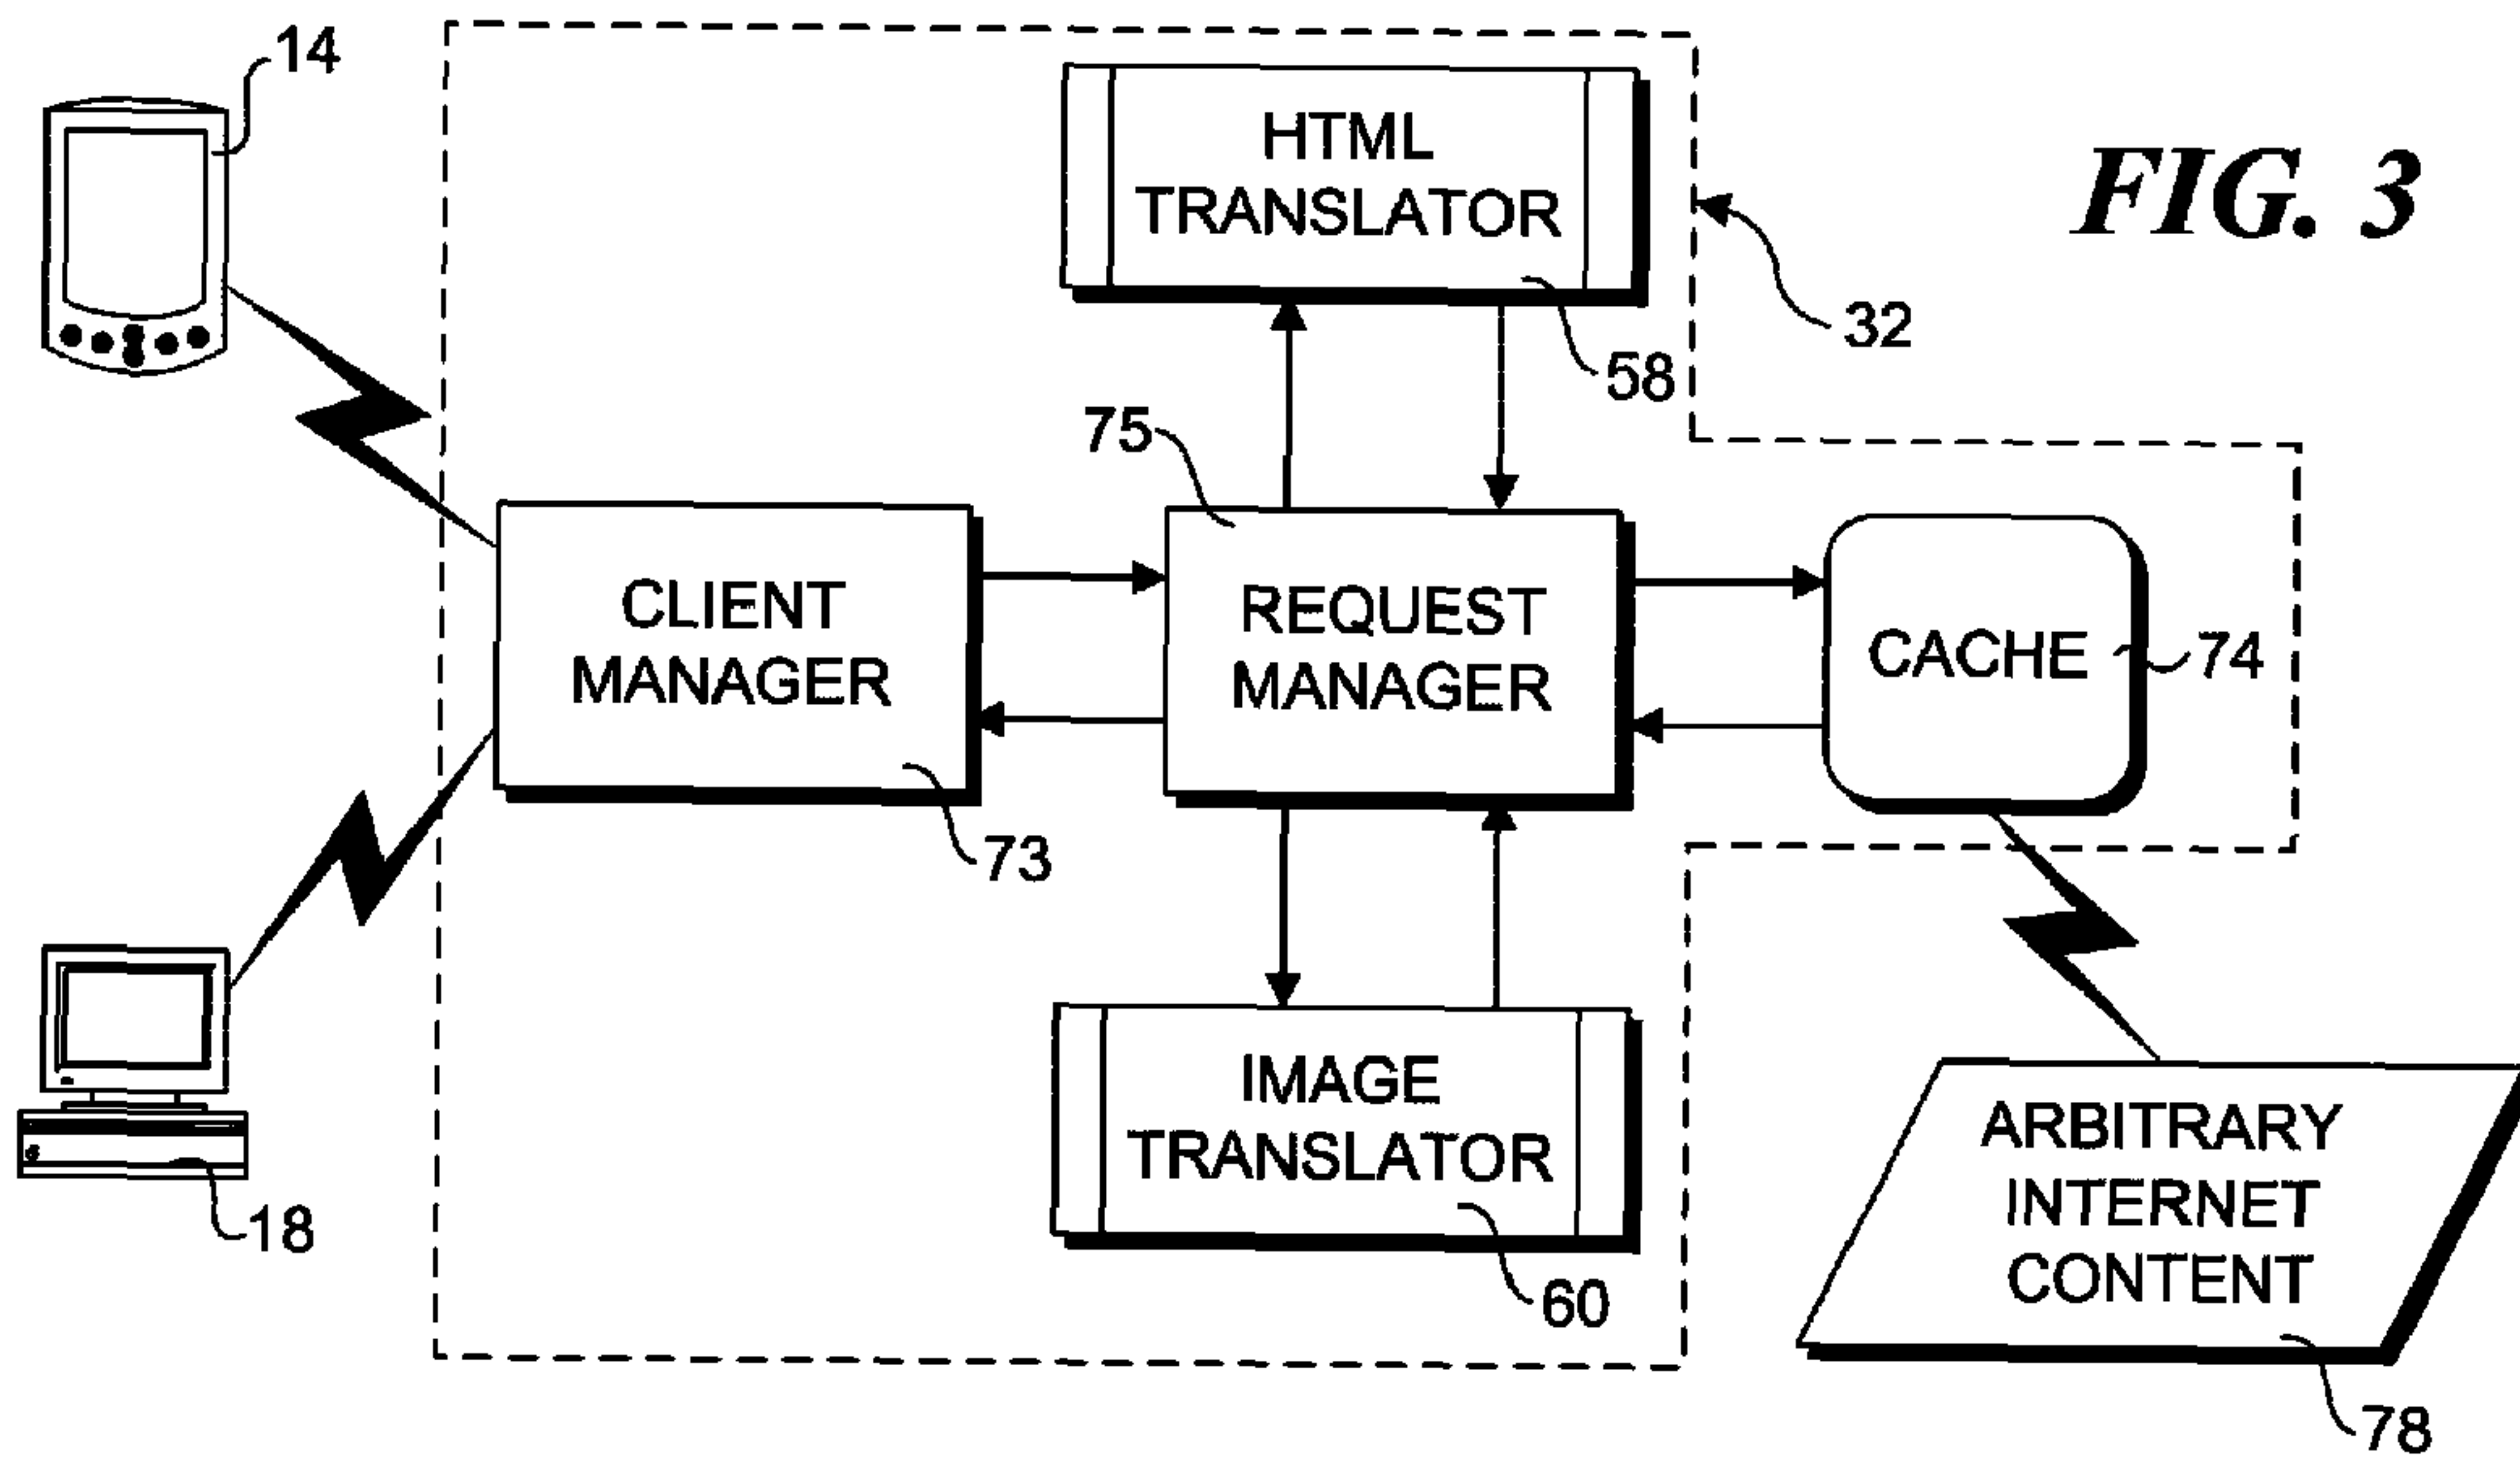 14
HTML
TRANSLATOR
FIG. 3
32
58
75
CLIENT
MANAGER
REQUEST
MANAGER
CACHE
74
73
IMAGE
TRANSLATOR
ARBITRARY
INTERNET
CONTENT
18
60
78